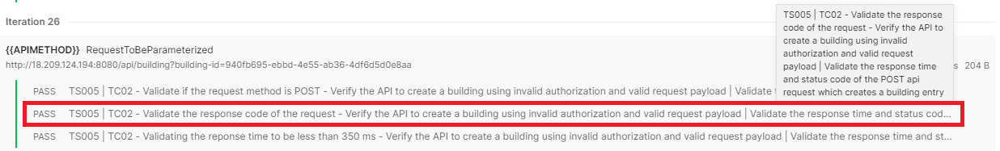 Iteration 26
TS005 | TC02 - Validate the response
code of the request - Verify the API to
create a building using invalid
authorization and valid request
payload | Validate the response time
and status code of the POST api
request which creates a building entry
{{APIMETHOD}} RequestToBeParameterized
http://18.209.124.194:8080/api/building?building-id=940fb695-ebbd-4e55-ab36-4df6d5d0e8aa
s 204 B
PASS TS005 | TC02 - Validate if the request method is POST - Verify the API to create a building using invalid authorization and valid request payload | Validate t
PASS TS005 | TC02 - Validate the response code of the request - Verify the API to create a building using invalid authorization and valid request payload | Validate the response time and status cod...
PASS TS005 | TC02 - Validating the reponse time to be less than 350 ms - Verify the API to create a building using invalid authorization and valid request payload | Validate the response time and st...